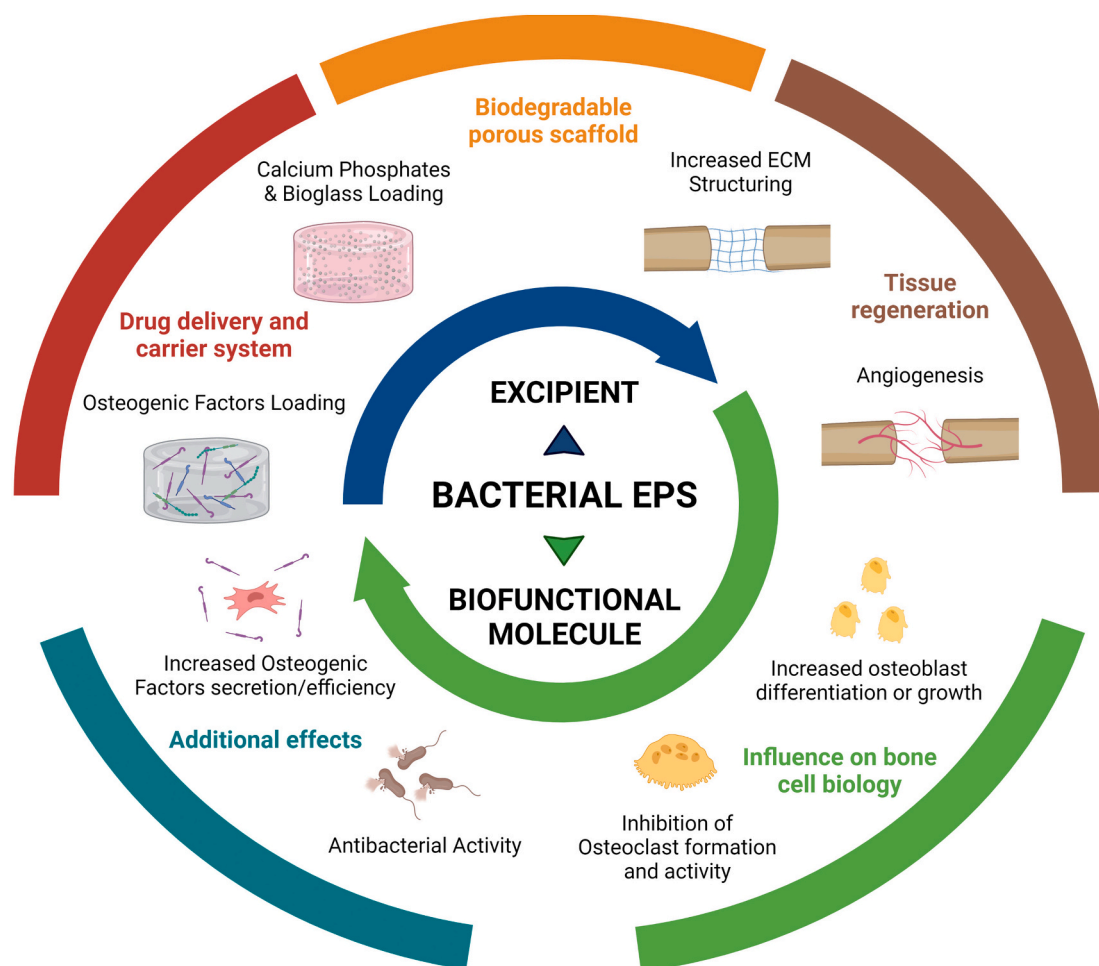 Biodegradable
porous scaffold
Calcium Phosphates
& Bioglass Loading
Increased ECM
Structuring
Drug delivery and
carrier system
Tissue
regeneration
Osteogenic Factors Loading
Angiogenesis
EXCIPIENT
BACTERIAL EPS
BIOFUNCTIONAL
MOLECULE
Increased Osteogenic
Factors secretion/efficiency
Increased osteoblast
differentiation or growth
Additional effects
Influence on bone
cell biology
Antibacterial Activity
Inhibition of
Osteoclast formation
and activity